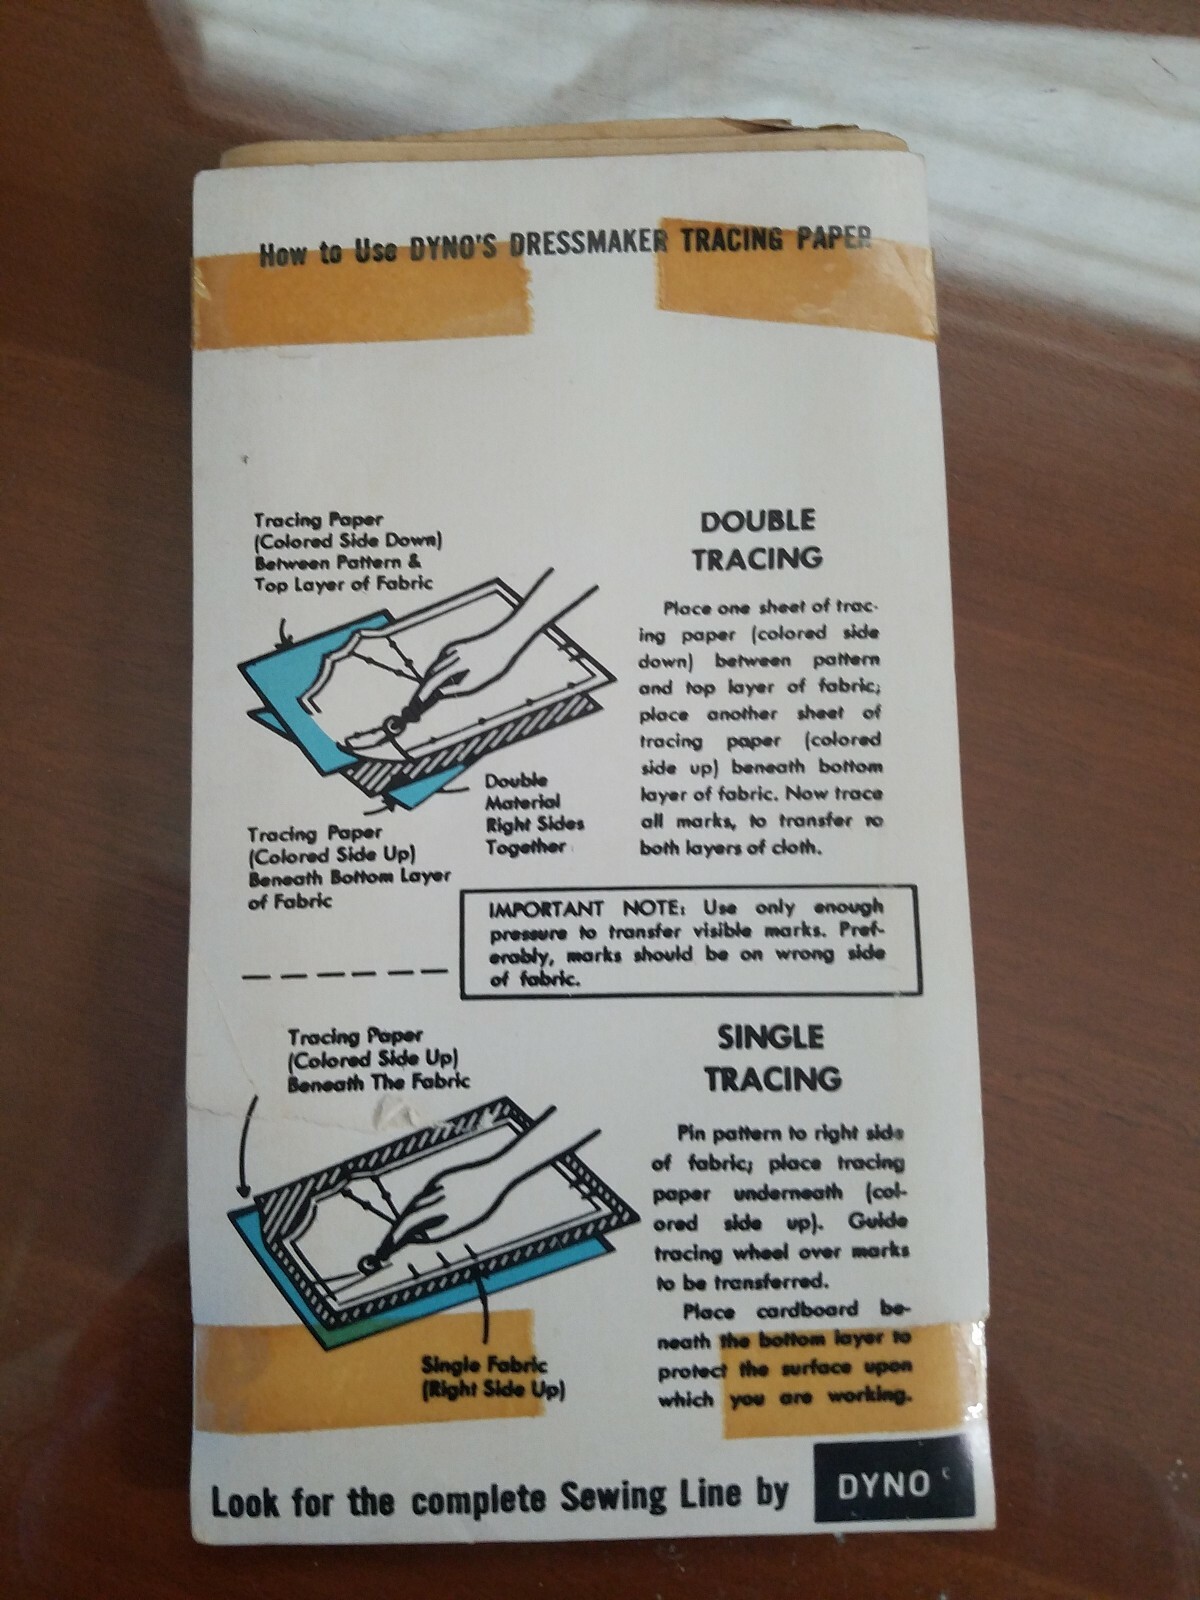 How to Use DYNO'S DRESSMAKER TRACING PAPER
Tracing Paper
(Colored Side Down)
Between Pattern &
Top Layer of Fabric
Double
Material
Right Sides
Together
Tracing Paper
(Colored Side Up)
Beneath Bottom Layer
of Fabric
DOUBLE
TRACING
Place one sheet of trac-
ing paper (colored side
down) between pattern
and top layer of fabric;
place another sheet of
tracing paper (colored
side up) beneath bottom
layer of fabric. Now trace
all marks, to transfer to
both layers of cloth.
IMPORTANT NOTE: Use only enough
pressure to transfer visible marks. Pref-
erably, marks should be on wrong side
of fabric.
Tracing Paper
(Colored Side Up)
Beneath The Fabric
Single Fabric
(Right Side Up)
SINGLE
TRACING
Pin pattern to right side
of fabric; place tracing
paper underneath (col-
ored side up). Guide
tracing wheel over marks
to be transferred.
Place cardboard be-
neath the bottom layer to
protect the surface upon
which you are working.
Look for the complete Sewing Line by DYNO